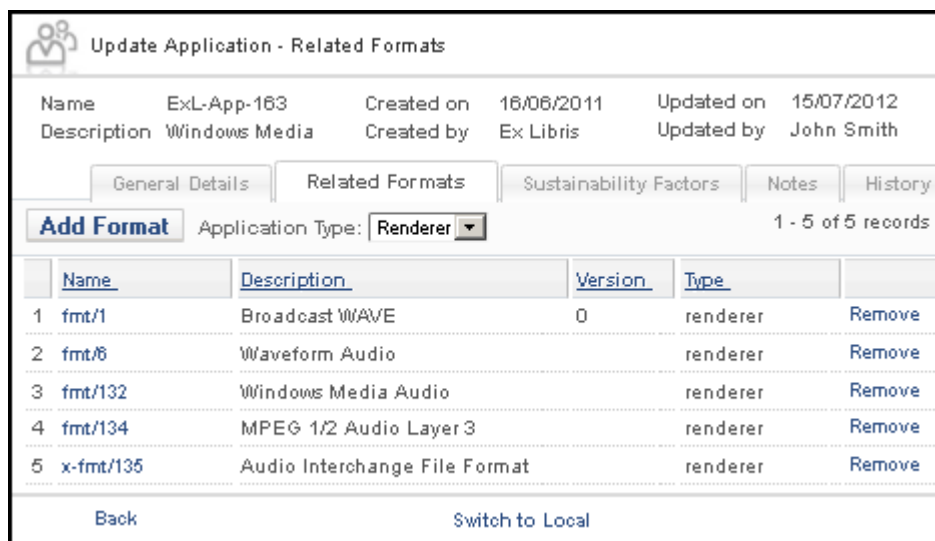 Update Application - Related Formats
Name ExL-App-163 Created on 16/06/2011 Updated on 15/07/2012
Description Windows Media Created by Ex Libris Updated by John Smith
General Details Related Formats Sustainability Factors Notes History
Add Format Application Type: Renderer 1 - 5 of 5 records
Name Description Version Type
1 fmt/1 Broadcast WAVE 0 renderer Remove
2 fmt/6 Waveform Audio renderer Remove
3 fmt/132 Windows Media Audio renderer Remove
4 fmt/134 MPEG 1/2 Audio Layer 3 renderer Remove
5 x-fmt/135 Audio Interchange File Format renderer Remove
Back Switch to Local